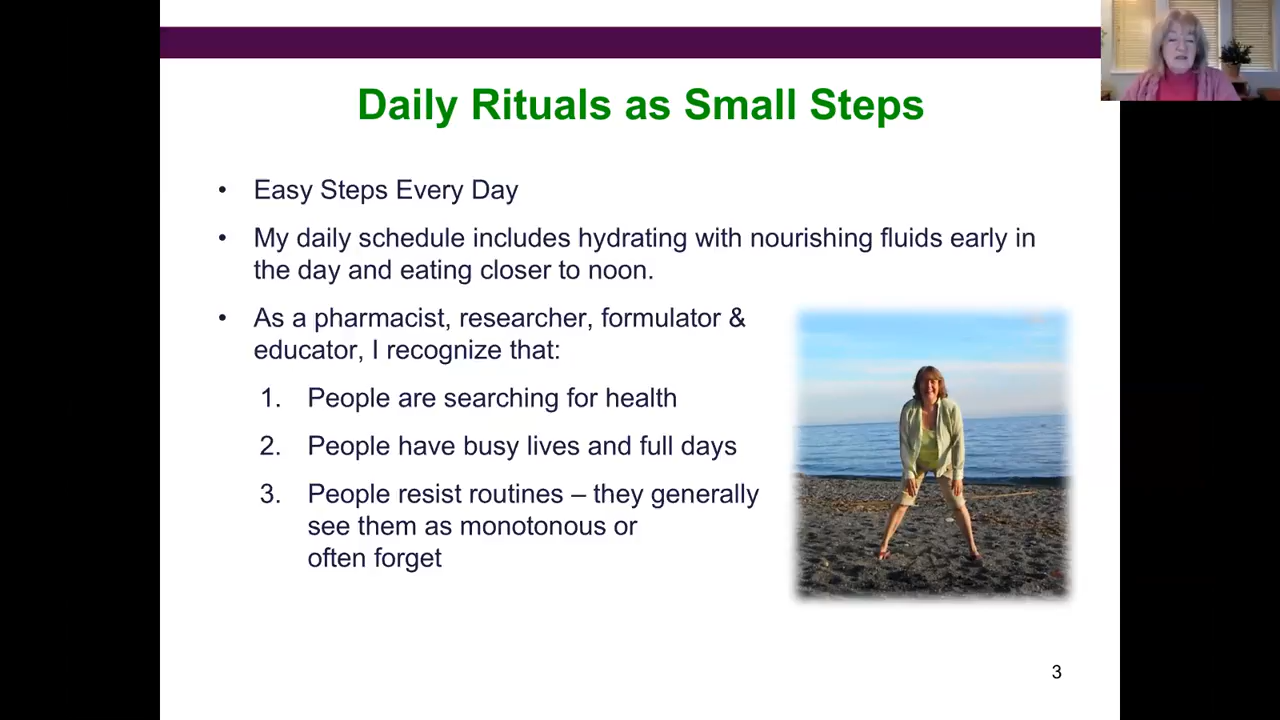 Daily Rituals as Small Steps
• Easy Steps Every Day
• My daily schedule includes hydrating with nourishing fluids early in
the day and eating closer to noon.
• As a pharmacist, researcher, formulator &
educator, I recognize that:
1. People are searching for health
2. People have busy lives and full days
3. People resist routines – they generally
see them as monotonous or
often forget
3